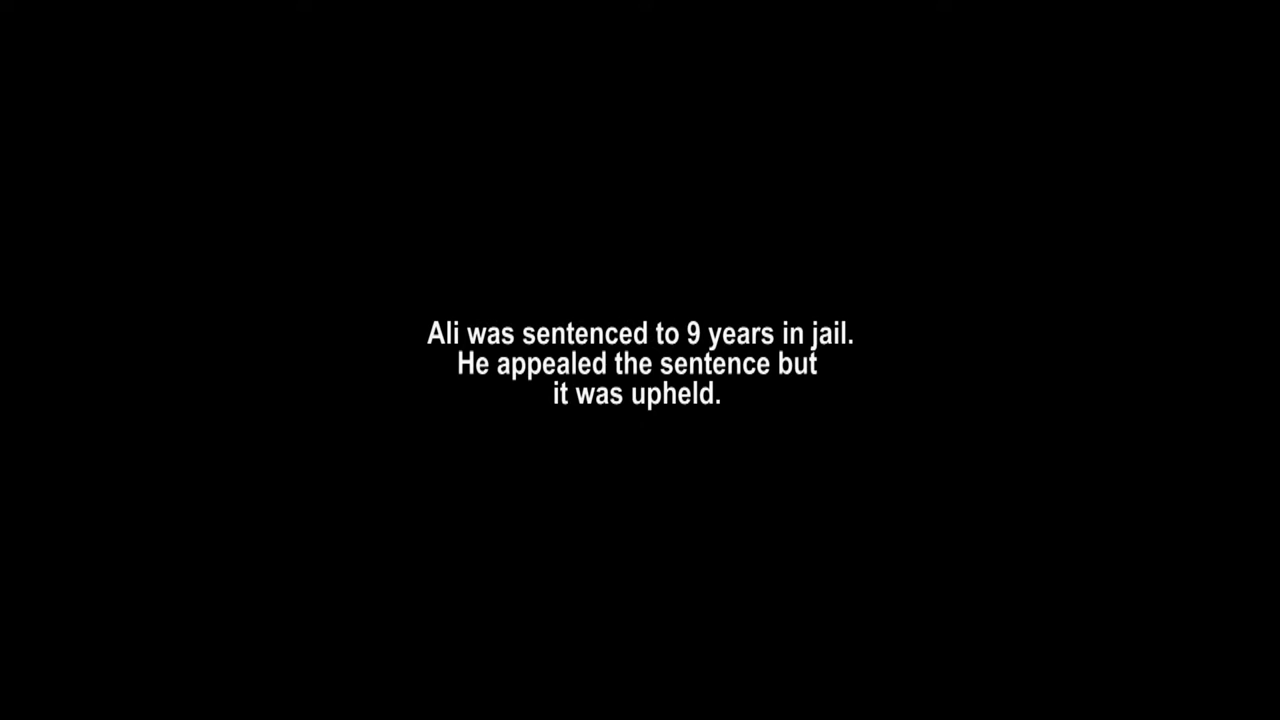 Ali was sentenced to 9 years in jail.
He appealed the sentence but
it was upheld.